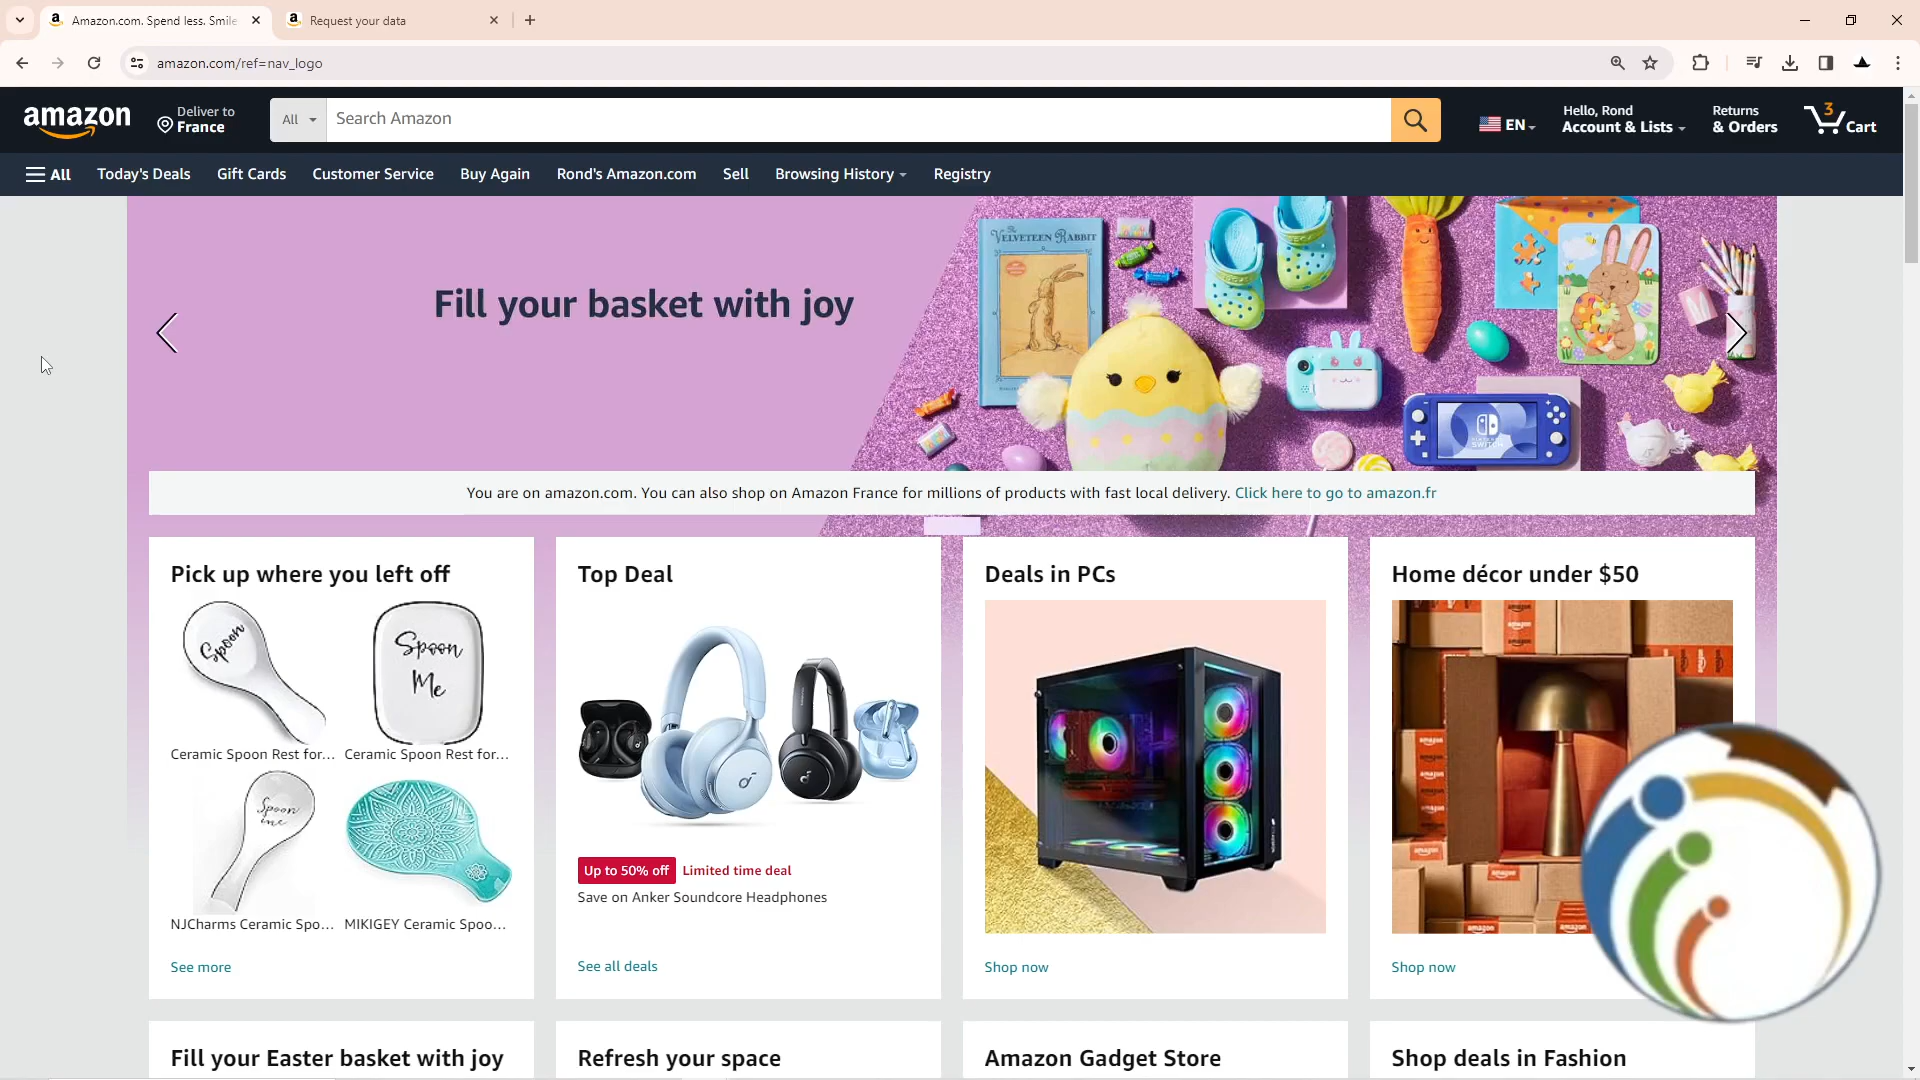 Amazon.com. Spend less. Smile
Request your data
amazon.com/ref=nav_logo
amazon
Deliver to
France
All
Search Amazon
EN
Hello, Rond
Account & Lists
Returns
& Orders
3
Cart
All
Today's Deals
Gift Cards
Customer Service
Buy Again
Rond's Amazon.com
Sell
Browsing History
Registry
Fill your basket with joy
VELVETEEN RABBIT
You are on amazon.com. You can also shop on Amazon France for millions of products with fast local delivery. Click here to go to amazon.fr
Pick up where you left off
Spoon
Spoon
Me
Ceramic Spoon Rest for...
Ceramic Spoon Rest for...
Spoon
me
NJCharms Ceramic Spo...
MIKIGEY Ceramic Spoo...
See more
Top Deal
Up to 50% off
Limited time deal
Save on Anker Soundcore Headphones
See all deals
Deals in PCs
Shop now
Home décor under $50
Shop now
Fill your Easter basket with joy
Refresh your space
Amazon Gadget Store
Shop deals in Fashion